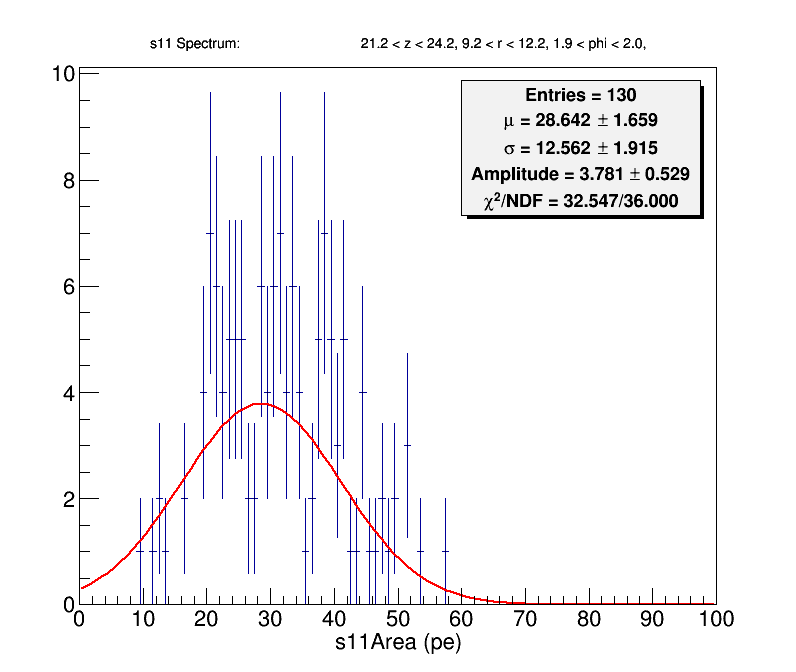 s11 Spectrum: 21.2 < z < 24.2, 9.2 < r < 12.2, 1.9 < phi < 2.0,
Entries = 130
μ = 28.642 ± 1.659
σ = 12.562 ± 1.915
Amplitude = 3.781 ± 0.529
χ²/NDF = 32.547/36.000
10
8
6
4
2
0
0 10 20 30 40 50 60 70 80 90 100
s11Area (pe)